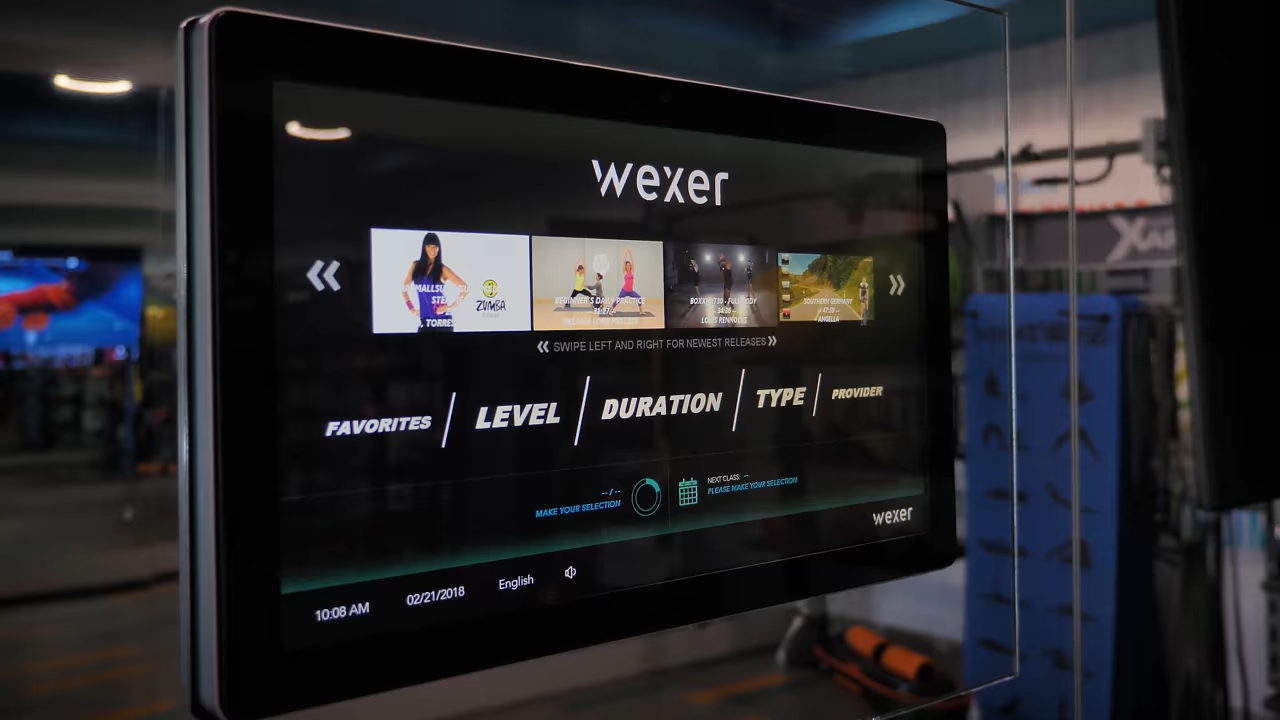 wexer
ZUMBA
BEGINNER'S DAILY PRACTICE
SOUTHERN GERMANY
SWIPE LEFT AND RIGHT FOR NEWEST RELEASES
FAVORITES / LEVEL / DURATION / TYPE / PROVIDER
-- / --
MAKE YOUR SELECTION
NEXT CLASS: --
PLEASE MAKE YOUR SELECTION
wexer
10:08 AM 02/21/2018 English